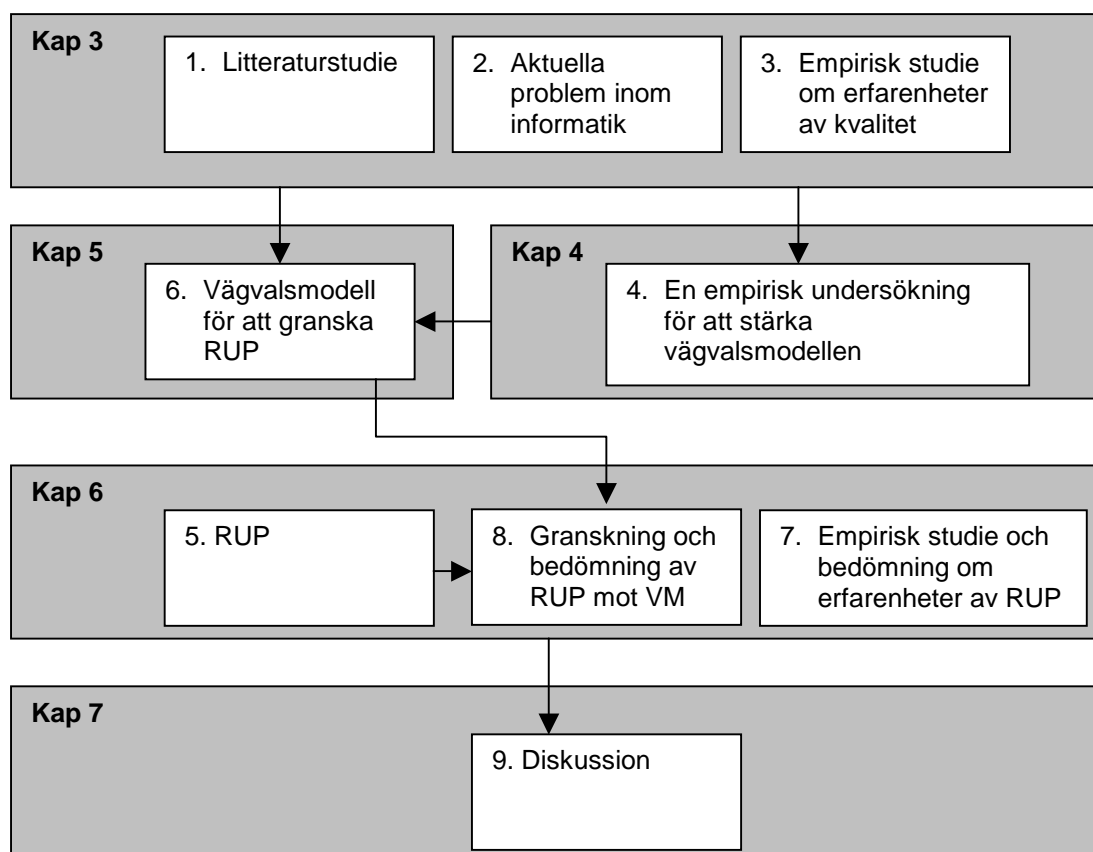 Kap 3
1. Litteraturstudie
2. Aktuella
problem inom
informatik
3. Empirisk studie
om erfarenheter
av kvalitet
Kap 5
6. Vägvalsmodell
för att granska
RUP
Kap 4
4. En empirisk undersökning
för att stärka
vägvalsmodellen
Kap 6
5. RUP
8. Granskning och
bedömning av
RUP mot VM
7. Empirisk studie och
bedömning om
erfarenheter av RUP
Kap 7
9. Diskussion